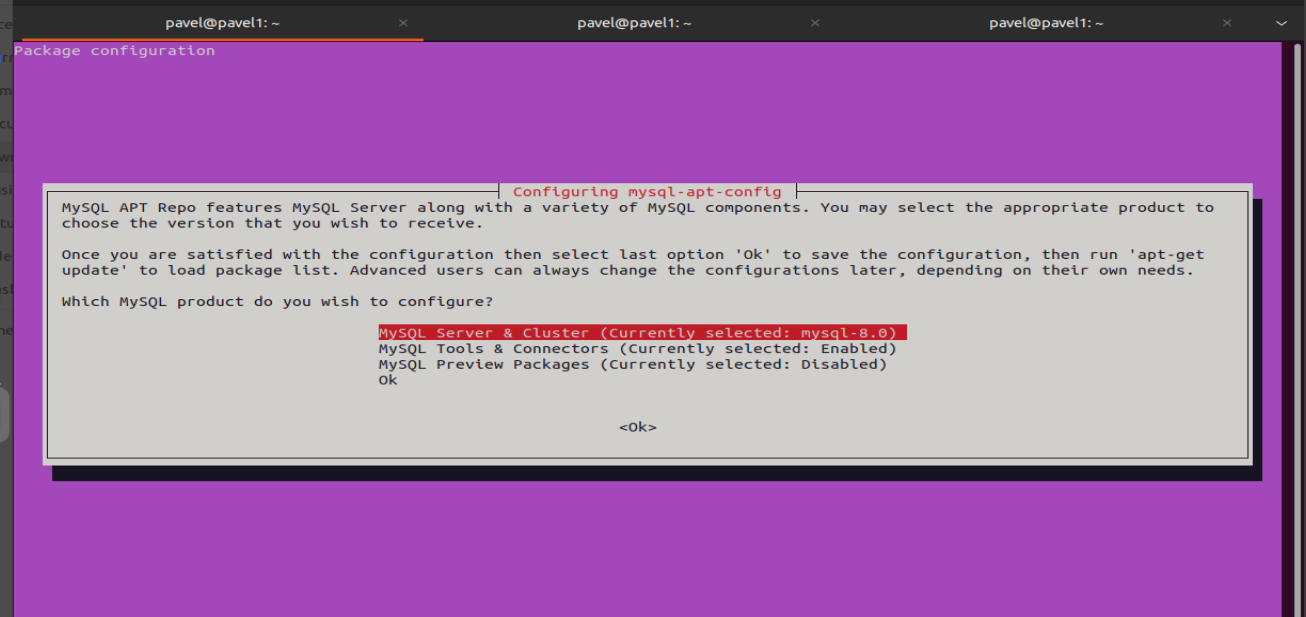 pavel@pavel1: ~ × pavel@pavel1: ~ × pavel@pavel1: ~ ×
Package configuration
Configuring mysql-apt-config
MySQL APT Repo features MySQL Server along with a variety of MySQL components. You may select the appropriate product to
choose the version that you wish to receive.
Once you are satisfied with the configuration then select last option 'Ok' to save the configuration, then run 'apt-get
update' to load package list. Advanced users can always change the configurations later, depending on their own needs.
Which MySQL product do you wish to configure?
MySQL Server & Cluster (Currently selected: mysql-8.0)
MySQL Tools & Connectors (Currently selected: Enabled)
MySQL Preview Packages (Currently selected: Disabled)
Ok
<Ok>